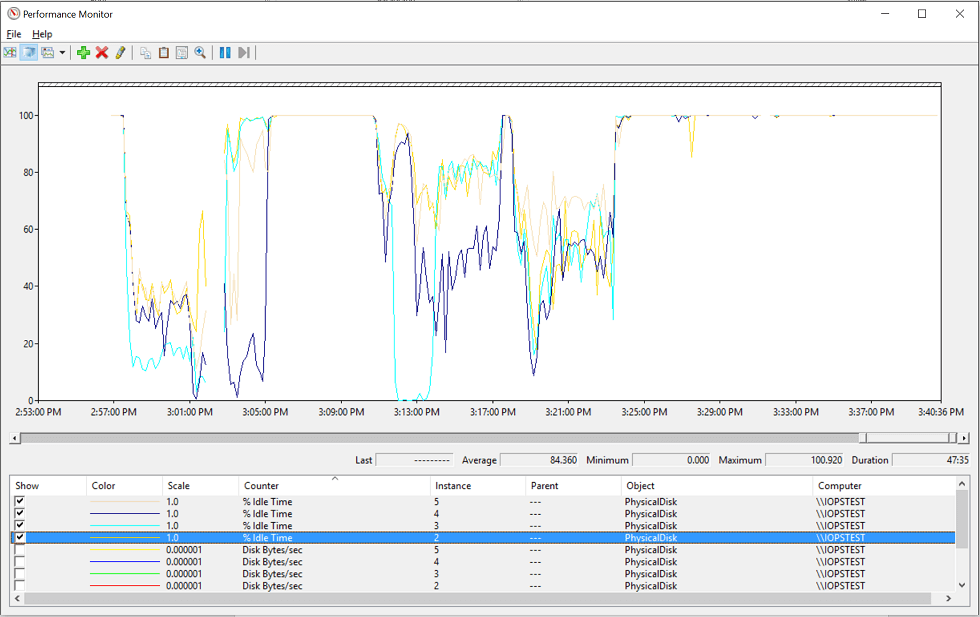 Performance Monitor
File Help
100
80
60
40
20
0
2:53:00 PM 2:57:00 PM 3:01:00 PM 3:05:00 PM 3:09:00 PM 3:13:00 PM 3:17:00 PM 3:21:00 PM 3:25:00 PM 3:29:00 PM 3:33:00 PM 3:37:00 PM 3:40:36 PM
Last --------- Average 84.360 Minimum 0.000 Maximum 100.920 Duration 47:35
Show Color Scale Counter Instance Parent Object Computer
1.0 % Idle Time 5 --- PhysicalDisk \\IOPSTEST
1.0 % Idle Time 4 --- PhysicalDisk \\IOPSTEST
1.0 % Idle Time 3 --- PhysicalDisk \\IOPSTEST
1.0 % Idle Time 2 --- PhysicalDisk \\IOPSTEST
0.000001 Disk Bytes/sec 5 --- PhysicalDisk \\IOPSTEST
0.000001 Disk Bytes/sec 4 --- PhysicalDisk \\IOPSTEST
0.000001 Disk Bytes/sec 3 --- PhysicalDisk \\IOPSTEST
0.000001 Disk Bytes/sec 2 --- PhysicalDisk \\IOPSTEST